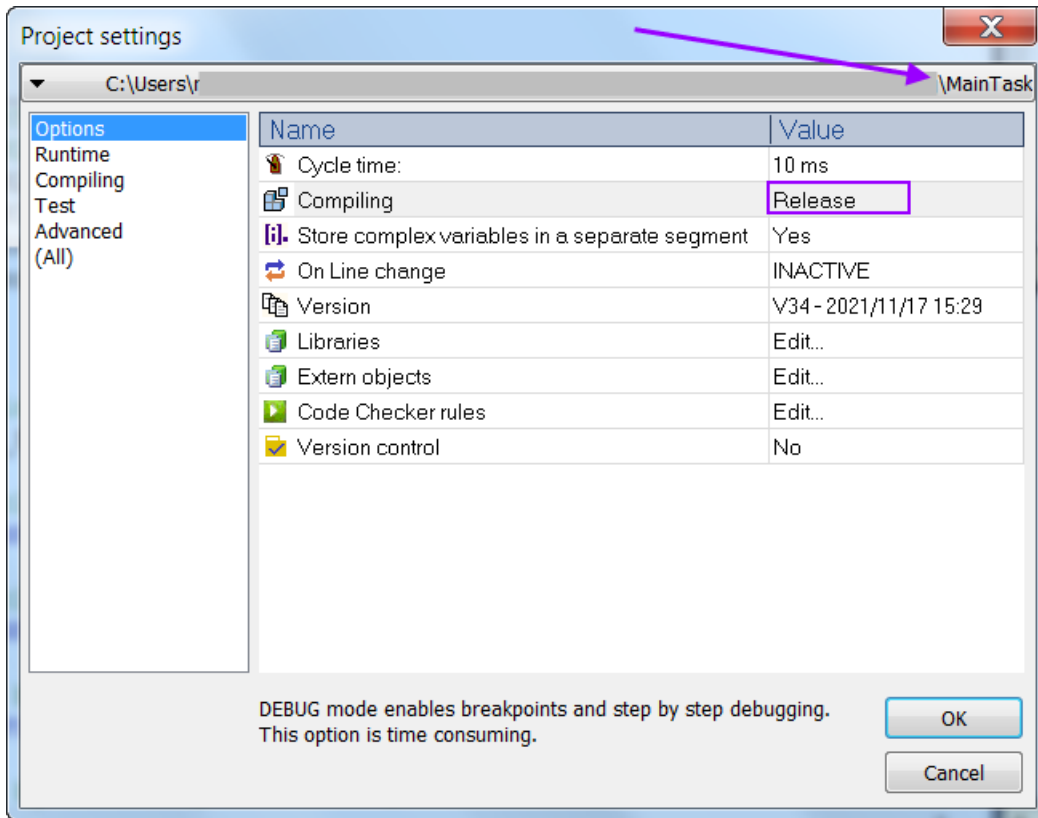 Project settings
C:\Users\r \MainTask
Options
Runtime
Compiling
Test
Advanced
(All)
Name Value
Cycle time: 10 ms
Compiling Release
Store complex variables in a separate segment Yes
On Line change INACTIVE
Version V34 - 2021/11/17 15:29
Libraries Edit...
Extern objects Edit...
Code Checker rules Edit...
Version control No
DEBUG mode enables breakpoints and step by step debugging.
This option is time consuming.
OK
Cancel